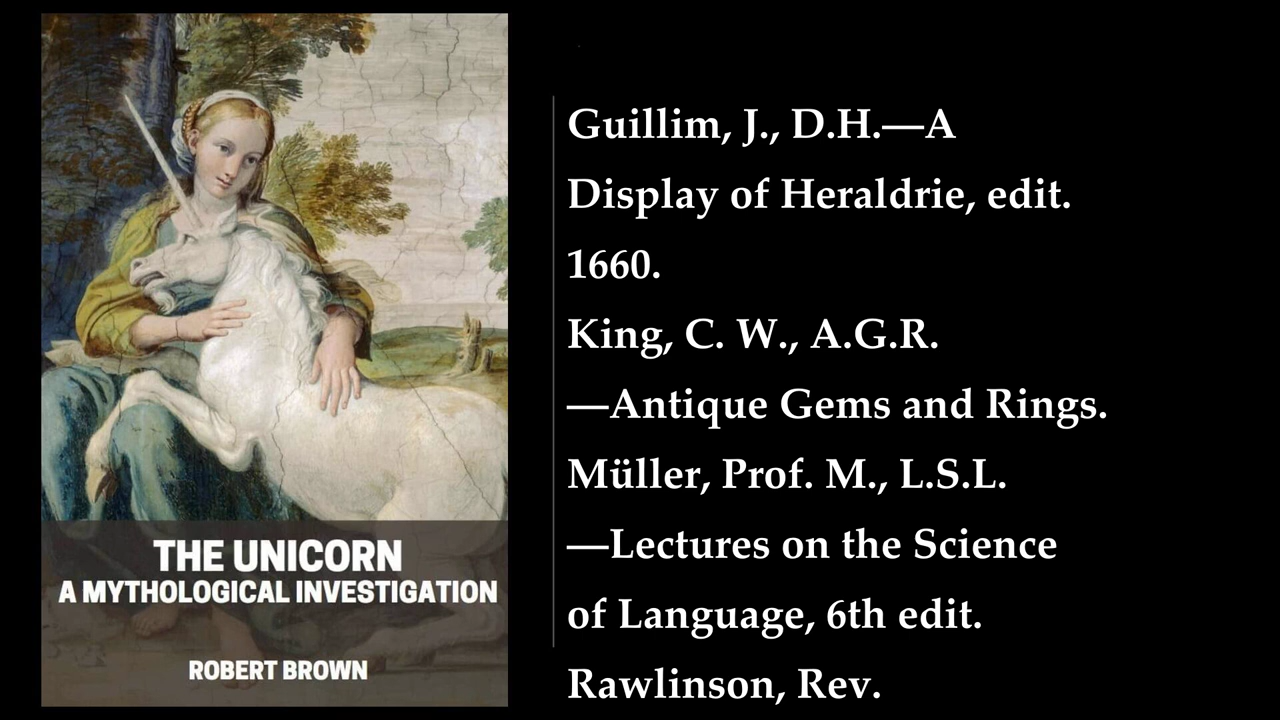 THE UNICORN
A MYTHOLOGICAL INVESTIGATION
ROBERT BROWN
Guillim, J., D.H.—A
Display of Heraldrie, edit.
1660.
King, C. W., A.G.R.
—Antique Gems and Rings.
Müller, Prof. M., L.S.L.
—Lectures on the Science
of Language, 6th edit.
Rawlinson, Rev.